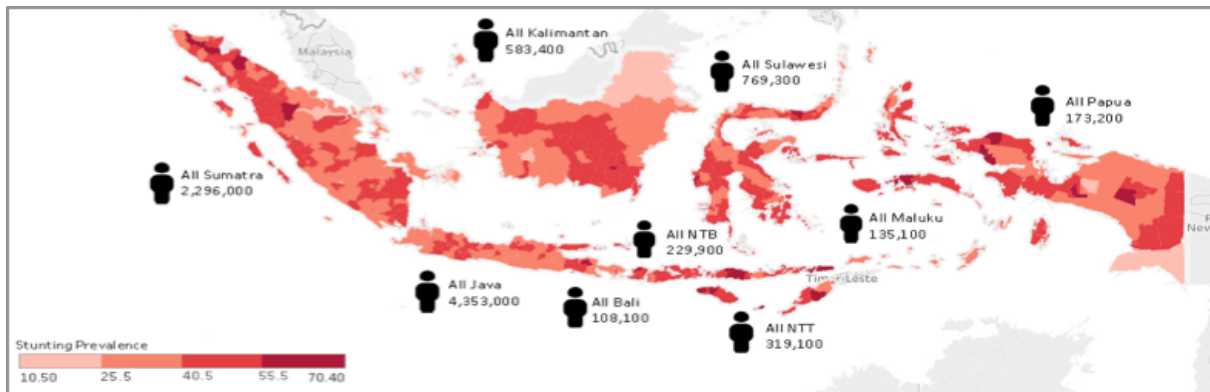 All Kalimantan
583,400
Malaysia
All Sulawesi
769,300
All Papua
173,200
All Sumatra
2,296,000
All Maluku
135,100
New
All NTB
229,900
All Java
4,353,000
All Bali
108,100
All NTT
319,100
Stunting Prevalence
10.50 25.5 40.5 55.5 70.40